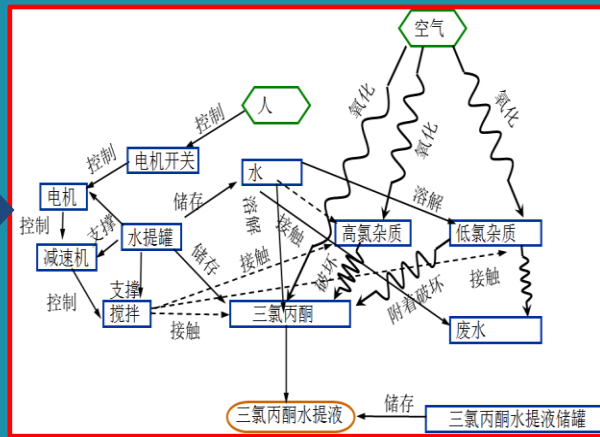 空气
人
氧化
氧化
氧化
控制
控制
电机开关
水
电机
储存
溶解
溶解
接触
控制
支撑
水提罐
高氯杂质
低氯杂质
减速机
储存
接触
破坏
接触
控制
支撑
附着破坏
搅拌
接触
三氯丙酮
废水
三氯丙酮水提液
储存
三氯丙酮水提液储罐